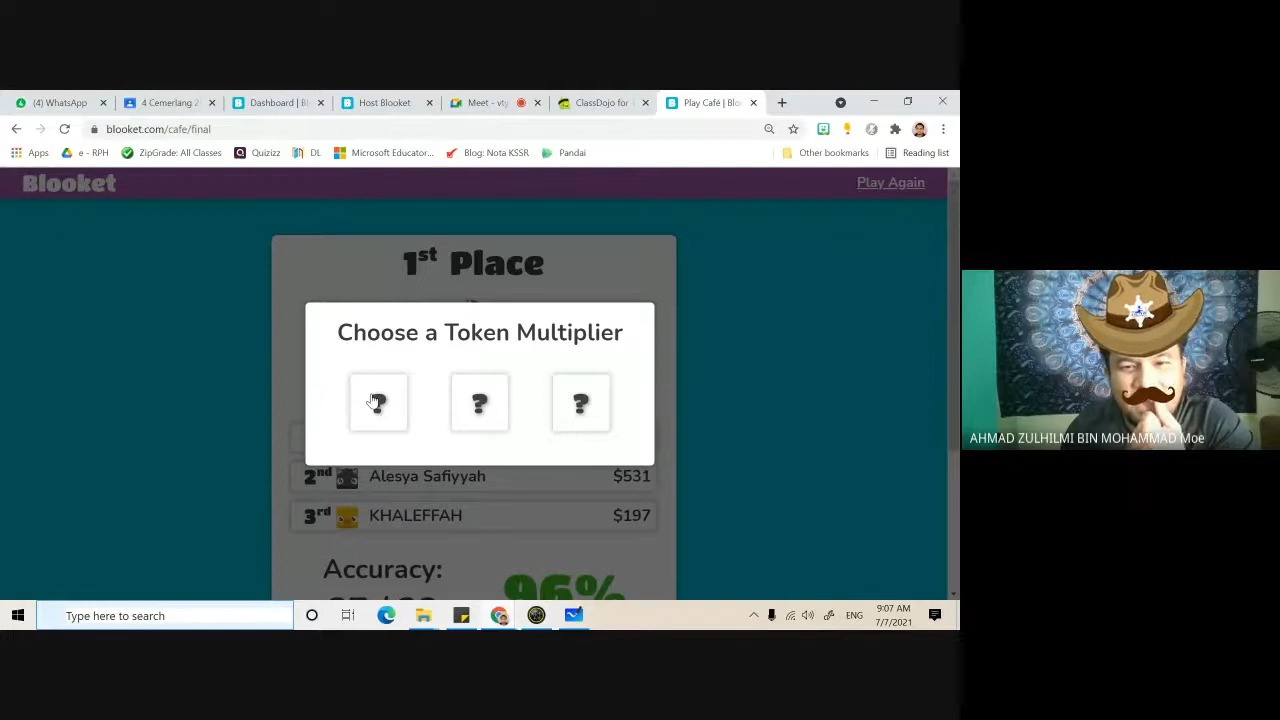 (4) WhatsApp
4 Cemerlang 2
Dashboard | Bl
Host Blooket
Meet - vty
ClassDojo for
Play Café | Bloo
blooket.com/cafe/final
Apps
e - RPH
ZipGrade: All Classes
Quizizz
DL
Microsoft Educator...
Blog: Nota KSSR
Pandai
Other bookmarks
Reading list
Blooket
Play Again
1st Place
Choose a Token Multiplier
? ? ?
2nd Alesya Safiyyah $531
3rd KHALEFFAH $197
Accuracy:
96%
AHMAD ZULHILMI BIN MOHAMMAD Moe
Type here to search
ENG
9:07 AM
7/7/2021